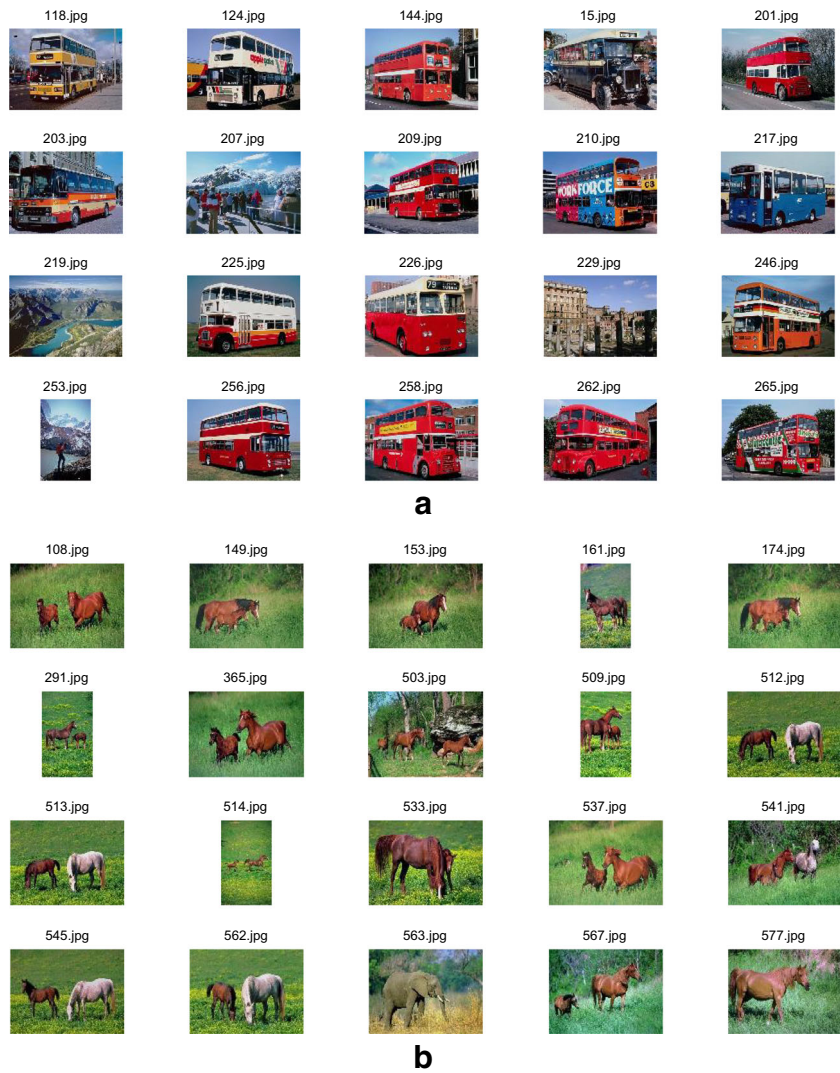 118.jpg 124.jpg 144.jpg 15.jpg 201.jpg
203.jpg 207.jpg 209.jpg 210.jpg 217.jpg
WORKFORCE
219.jpg 225.jpg 226.jpg 229.jpg 246.jpg
79
253.jpg 256.jpg 258.jpg 262.jpg 265.jpg
a
108.jpg 149.jpg 153.jpg 161.jpg 174.jpg
291.jpg 365.jpg 503.jpg 509.jpg 512.jpg
513.jpg 514.jpg 533.jpg 537.jpg 541.jpg
545.jpg 562.jpg 563.jpg 567.jpg 577.jpg
b